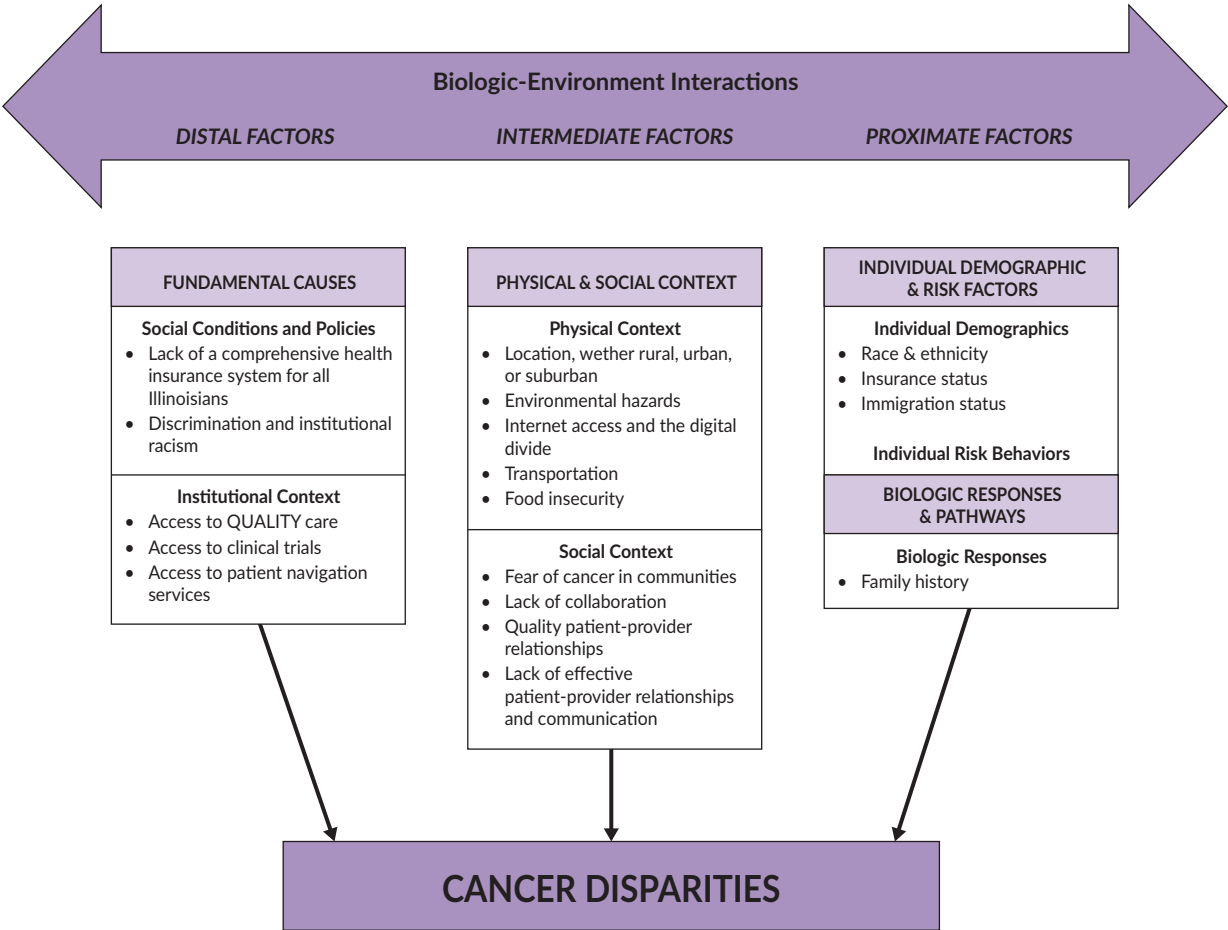 Biologic-Environment Interactions
DISTAL FACTORS
INTERMEDIATE FACTORS
PROXIMATE FACTORS
FUNDAMENTAL CAUSES
Social Conditions and Policies
• Lack of a comprehensive health
insurance system for all
Illinoisians
• Discrimination and institutional
racism
Institutional Context
• Access to QUALITY care
• Access to clinical trials
• Access to patient navigation
services
PHYSICAL & SOCIAL CONTEXT
Physical Context
• Location, wether rural, urban,
or suburban
• Environmental hazards
• Internet access and the digital
divide
• Transportation
• Food insecurity
Social Context
• Fear of cancer in communities
• Lack of collaboration
• Quality patient-provider
relationships
• Lack of effective
patient-provider relationships
and communication
INDIVIDUAL DEMOGRAPHIC
& RISK FACTORS
Individual Demographics
• Race & ethnicity
• Insurance status
• Immigration status
Individual Risk Behaviors
BIOLOGIC RESPONSES
& PATHWAYS
Biologic Responses
• Family history
CANCER DISPARITIES